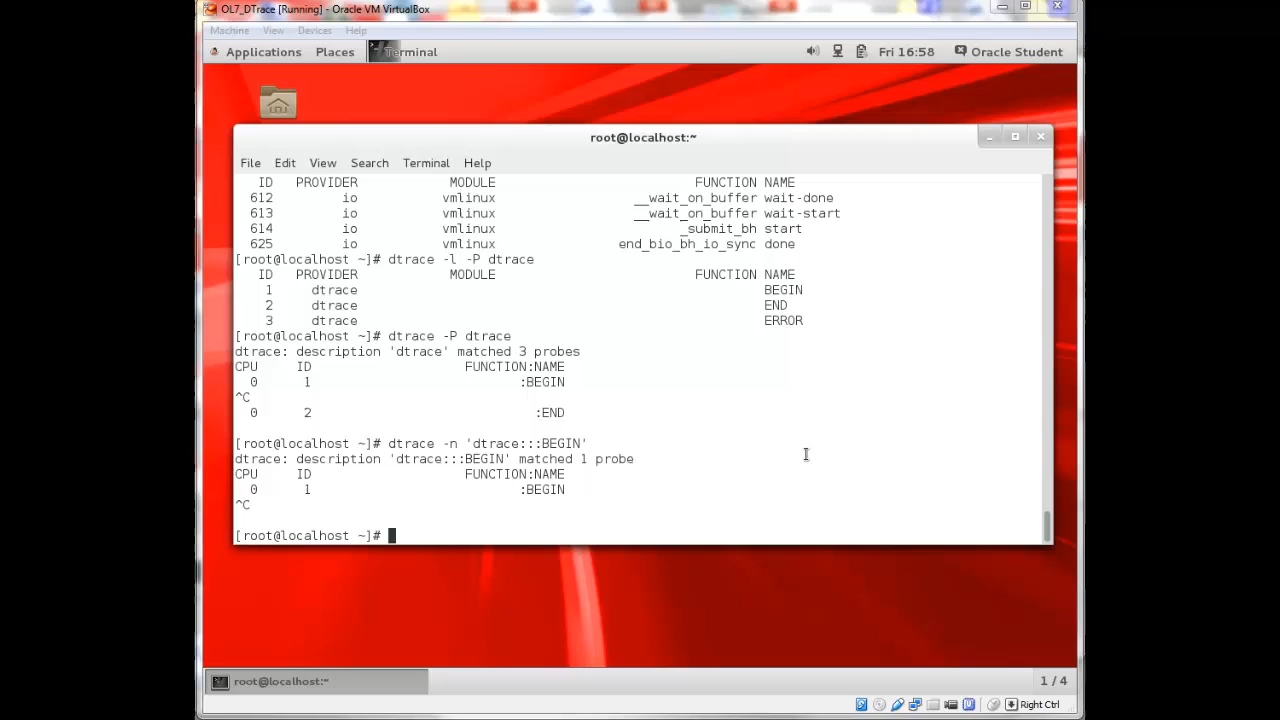 OL7_DTrace [Running] - Oracle VM VirtualBox
Machine View Devices Help
Applications Places Terminal Fri 16:58 Oracle Student
root@localhost:~
File Edit View Search Terminal Help
ID PROVIDER MODULE FUNCTION NAME
612 io vmlinux __wait_on_buffer wait-done
613 io vmlinux __wait_on_buffer wait-start
614 io vmlinux _submit_bh start
625 io vmlinux end_bio_bh_io_sync done
[root@localhost ~]# dtrace -l -P dtrace
ID PROVIDER MODULE FUNCTION NAME
1 dtrace BEGIN
2 dtrace END
3 dtrace ERROR
[root@localhost ~]# dtrace -P dtrace
dtrace: description 'dtrace' matched 3 probes
CPU ID FUNCTION:NAME
0 1 :BEGIN
^C
0 2 :END
[root@localhost ~]# dtrace -n 'dtrace:::BEGIN'
dtrace: description 'dtrace:::BEGIN' matched 1 probe
CPU ID FUNCTION:NAME
0 1 :BEGIN
^C
[root@localhost ~]#
root@localhost:~ 1 / 4
Right Ctrl